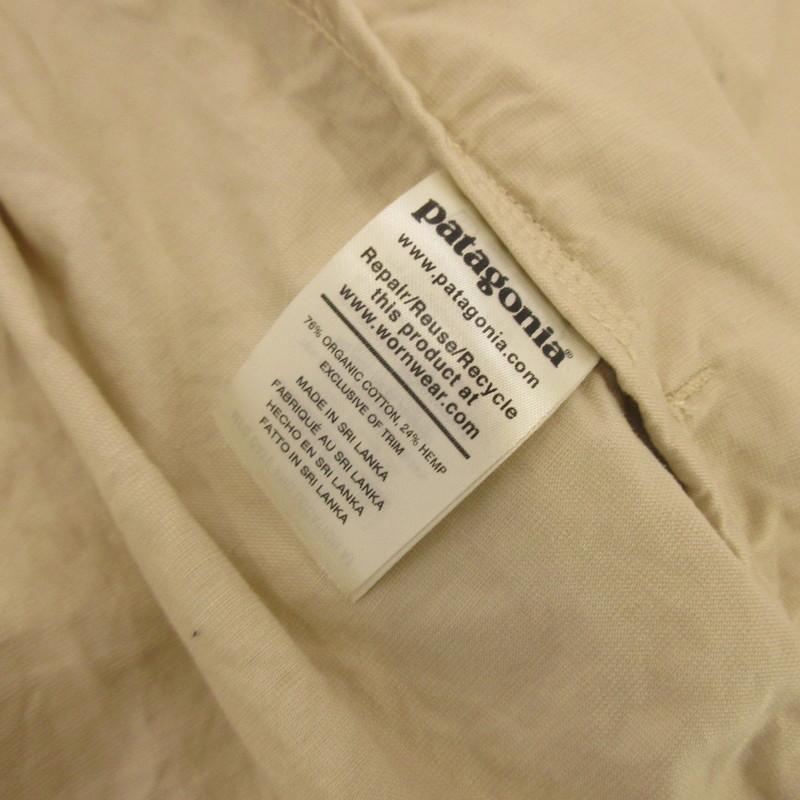 patagonia®
www.patagonia.com
Repair/Reuse/Recycle
this product at
www.wornwear.com
76% ORGANIC COTTON, 24% HEMP
EXCLUSIVE OF TRIM
MADE IN SRI LANKA
FABRIQUÉ AU SRI LANKA
HECHO EN SRI LANKA
FATTO IN SRI LANKA